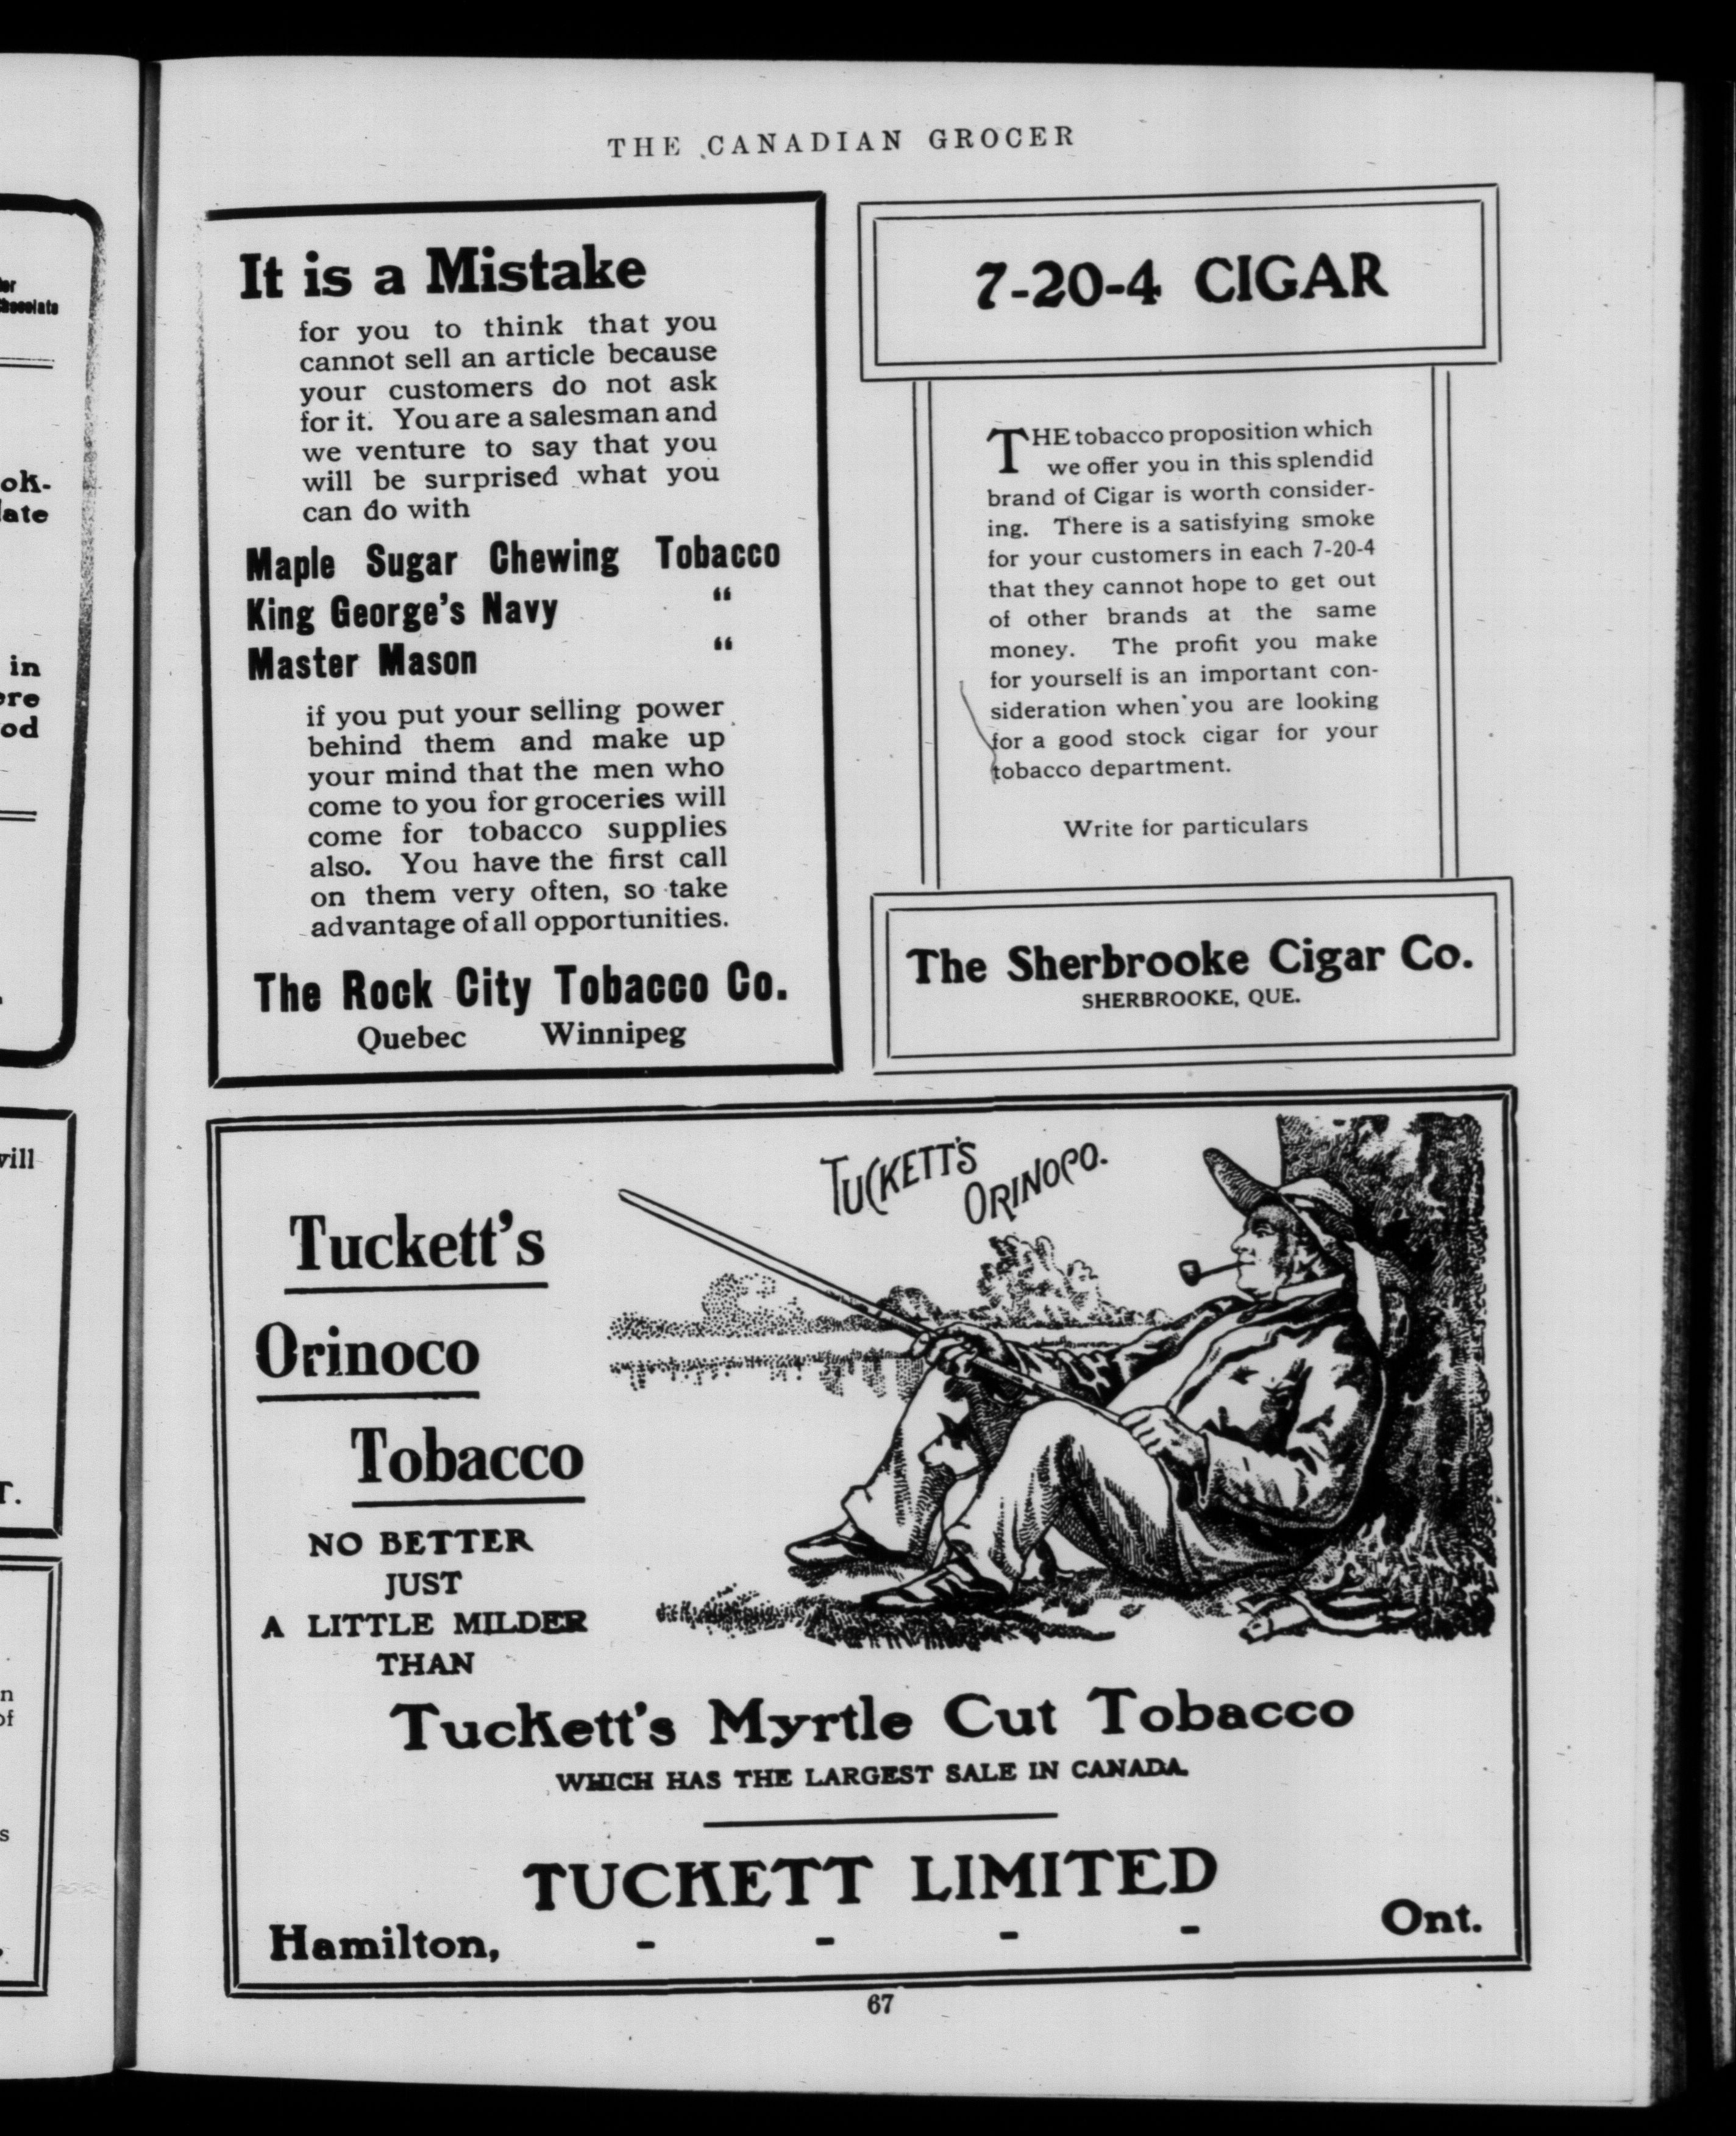 THE CANADIAN GROCER
It is a Mistake
for you to think that you
cannot sell an article because
your customers do not ask
for it. You are a salesman and
we venture to say that you
will be surprised what you
can do with
Maple Sugar Chewing Tobacco
King George's Navy "
Master Mason "
if you put your selling power
behind them and make up
your mind that the men who
come to you for groceries will
come for tobacco supplies
also. You have the first call
on them very often, so take
advantage of all opportunities.
The Rock City Tobacco Co.
Quebec Winnipeg
7-20-4 CIGAR
THE tobacco proposition which
we offer you in this splendid
brand of Cigar is worth consider-
ing. There is a satisfying smoke
for your customers in each 7-20-4
that they cannot hope to get out
of other brands at the same
money. The profit you make
for yourself is an important con-
sideration when you are looking
for a good stock cigar for your
tobacco department.
Write for particulars
The Sherbrooke Cigar Co.
SHERBROOKE, QUE.
TUCKETT'S
ORINOCO.
Tuckett's
Orinoco
Tobacco
NO BETTER
JUST
A LITTLE MILDER
THAN
Tuckett's Myrtle Cut Tobacco
WHICH HAS THE LARGEST SALE IN CANADA.
TUCKETT LIMITED
Hamilton, - - - - Ont.
67